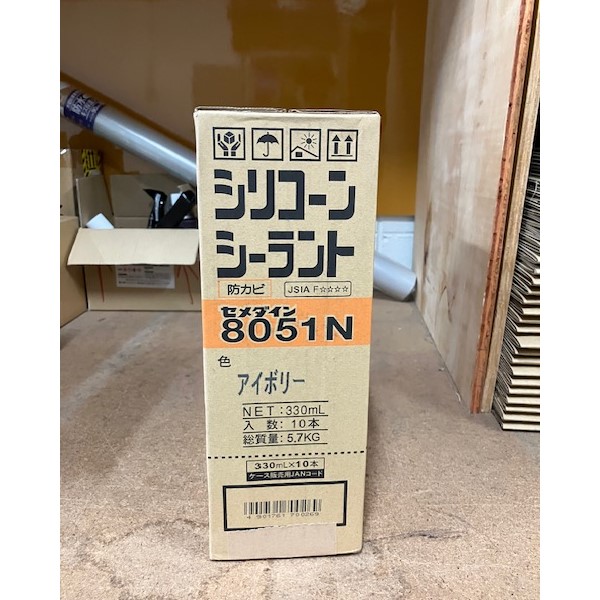 シリコーン
シーラント
防カビ JSIA F☆☆☆☆
セメダイン
8051N
色
アイボリー
NET:330mL
入数:10本
総質量:5.7KG
330mL×10本
ケース販売用JANコード